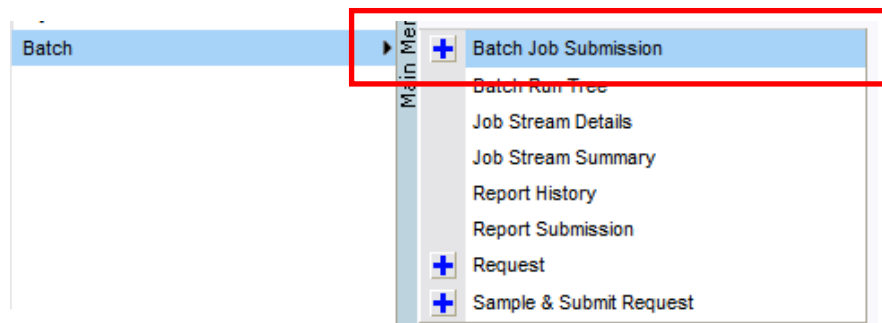 Batch
Main Mer
Batch Job Submission
Batch Run Tree
Job Stream Details
Job Stream Summary
Report History
Report Submission
Request
Sample & Submit Request